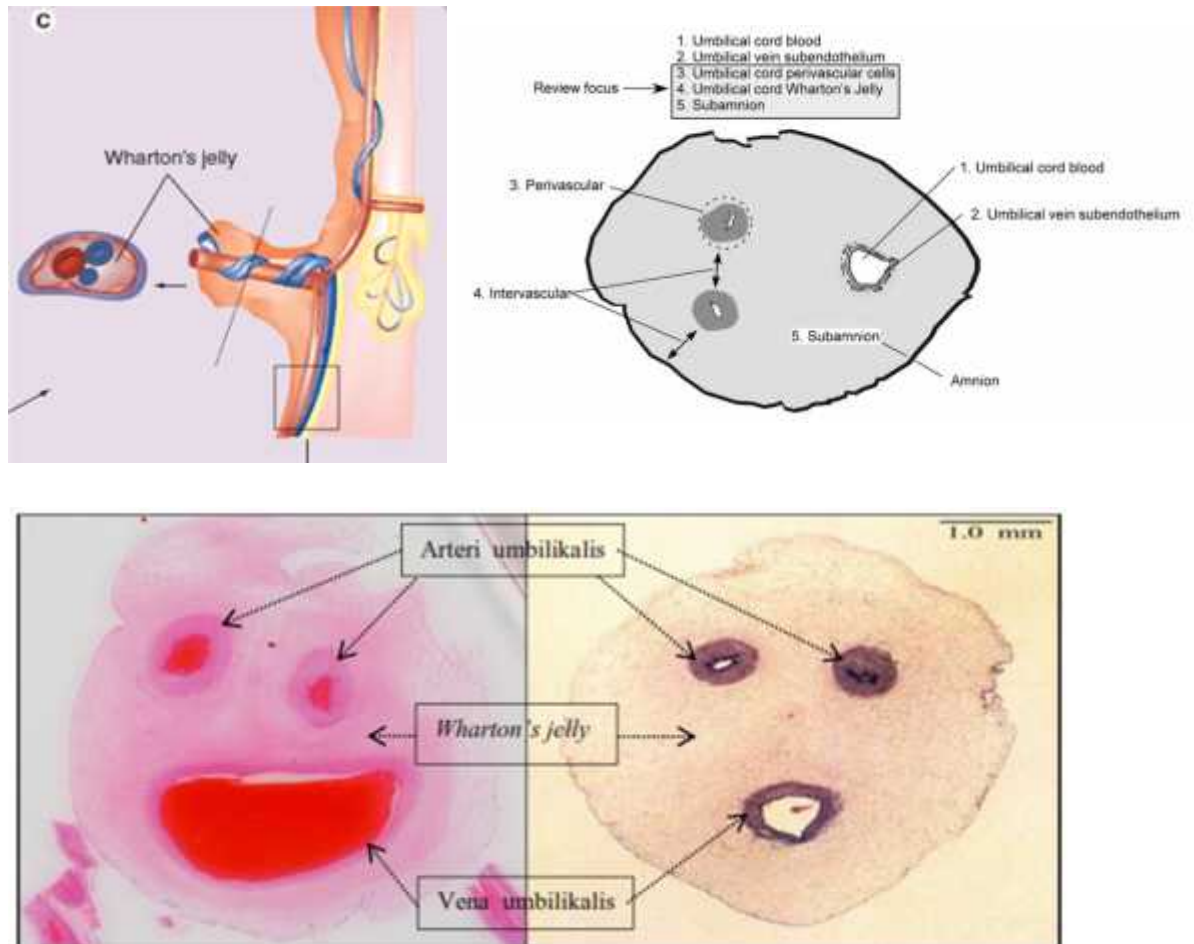 C
Wharton's jelly
1. Umbilical cord blood
2. Umbilical vein subendothelium
3. Umbilical cord perivascular cells
4. Umbilical cord Wharton's Jelly
5. Subamnion
Review focus
3. Perivascular
1. Umbilical cord blood
2. Umbilical vein subendothelium
4. Intervascular
5. Subamnion
Amnion
1.0 mm
Arteri umbilikalis
Wharton's jelly
Vena umbilikalis